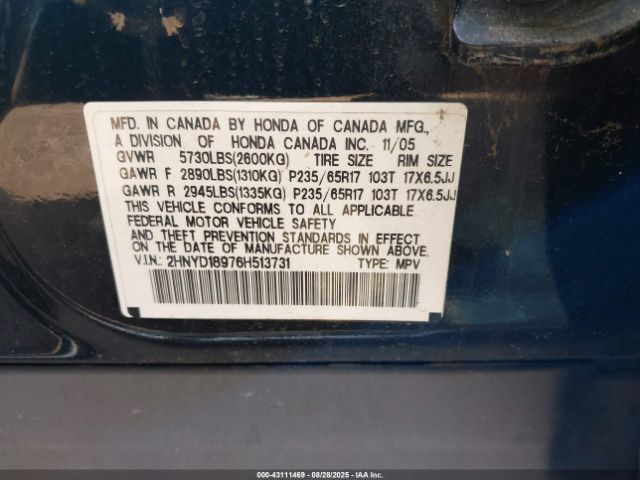 MFD. IN CANADA BY HONDA OF CANADA MFG.,
A DIVISION OF HONDA CANADA INC. 11/05
GVWR 5730LBS(2600KG) TIRE SIZE RIM SIZE
GAWR F 2890LBS(1310KG) P235/65R17 103T 17X6.5JJ
GAWR R 2945LBS(1335KG) P235/65R17 103T 17X6.5JJ
THIS VEHICLE CONFORMS TO ALL APPLICABLE
FEDERAL MOTOR VEHICLE SAFETY
AND THEFT PREVENTION STANDARDS IN EFFECT
ON THE DATE OF MANUFACTURE SHOWN ABOVE.
V.I.N.: 2HNYD18976H513731 TYPE: MPV
000-43111469 - 08/28/2025 - IAAI.COM